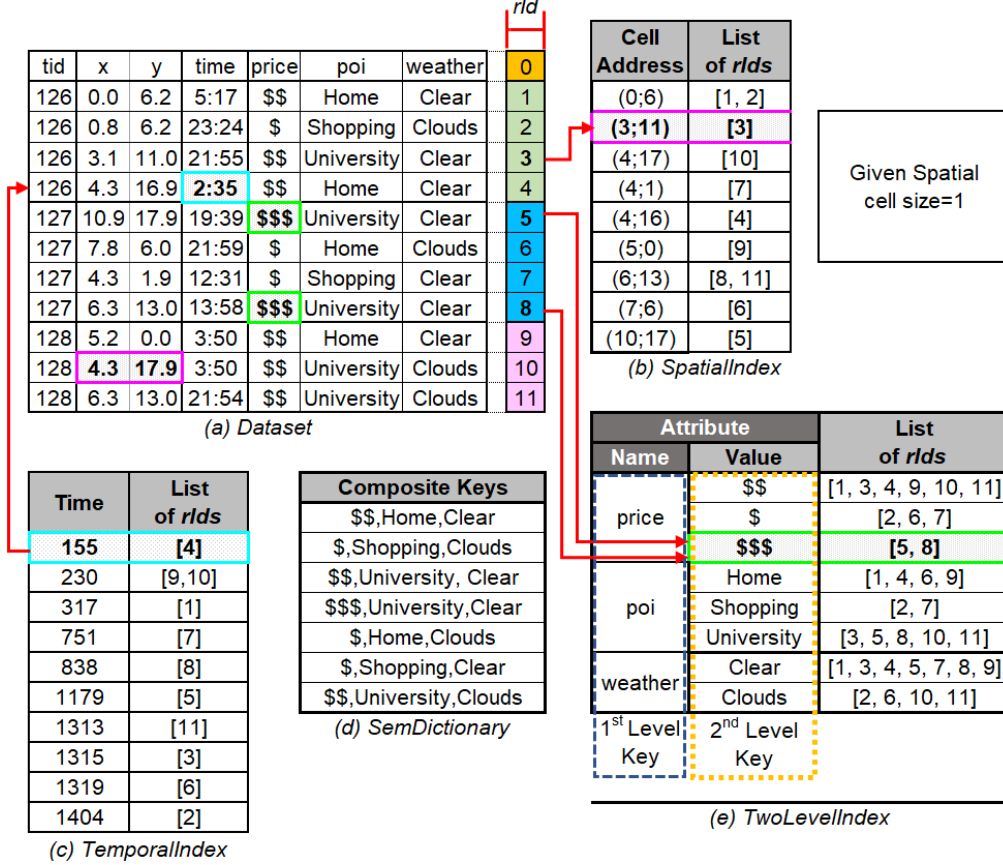 rId
tid x y time price poi weather 0
126 0.0 6.2 5:17 $$ Home Clear 1
126 0.8 6.2 23:24 $ Shopping Clouds 2
126 3.1 11.0 21:55 $$ University Clear 3
126 4.3 16.9 2:35 $$ Home Clear 4
127 10.9 17.9 19:39 $$$ University Clear 5
127 7.8 6.0 21:59 $ Home Clouds 6
127 4.3 1.9 12:31 $ Shopping Clear 7
127 6.3 13.0 13:58 $$$ University Clear 8
128 5.2 0.0 3:50 $$ Home Clear 9
128 4.3 17.9 3:50 $$ University Clouds 10
128 6.3 13.0 21:54 $$ University Clouds 11
(a) Dataset
Cell List
Address of rIds
(0;6) [1, 2]
(3;11) [3]
(4;17) [10]
(4;1) [7]
(4;16) [4]
(5;0) [9]
(6;13) [8, 11]
(7;6) [6]
(10;17) [5]
(b) SpatialIndex
Given Spatial
cell size=1
Time List
of rIds
155 [4]
230 [9,10]
317 [1]
751 [7]
838 [8]
1179 [5]
1313 [11]
1315 [3]
1319 [6]
1404 [2]
(c) TemporalIndex
Composite Keys
$$,Home,Clear
$,Shopping,Clouds
$$,University, Clear
$$$,University,Clear
$,Home,Clouds
$,Shopping,Clear
$$,University,Clouds
(d) SemDictionary
Attribute List
Name Value of rIds
price $$ [1, 3, 4, 9, 10, 11]
$ [2, 6, 7]
$$$ [5, 8]
poi Home [1, 4, 6, 9]
Shopping [2, 7]
University [3, 5, 8, 10, 11]
weather Clear [1, 3, 4, 5, 7, 8, 9]
Clouds [2, 6, 10, 11]
1st Level 2nd Level
Key Key
(e) TwoLevelIndex